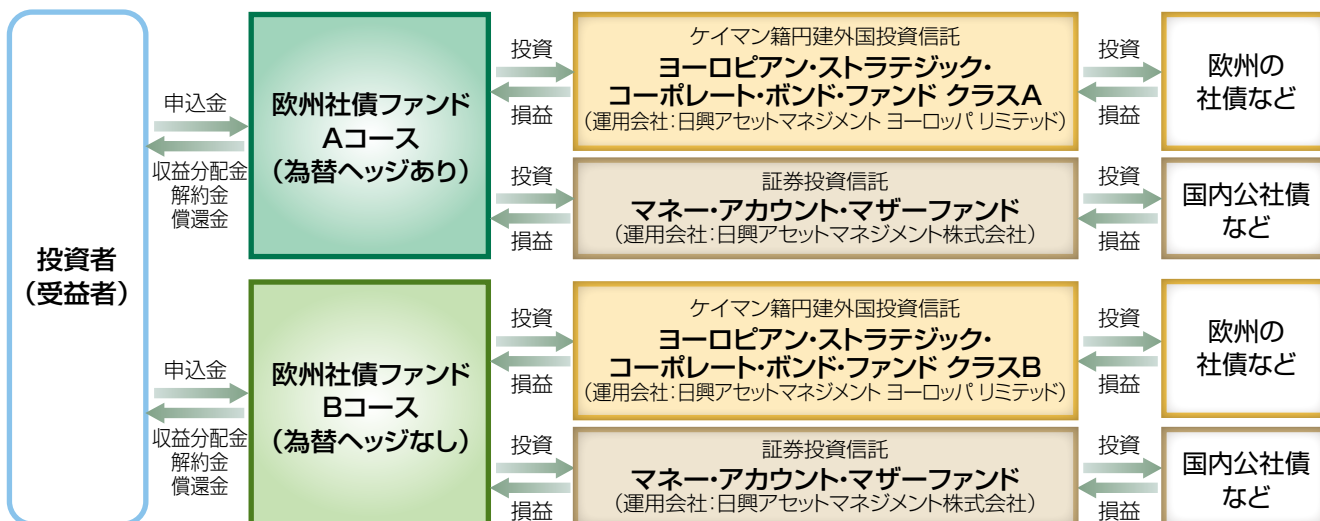 投資者
（受益者）
申込金
収益分配金
解約金
償還金
欧州社債ファンド
Aコース
（為替ヘッジあり）
投資
損益
ケイマン籍円建外国投資信託
ヨーロピアン・ストラテジック・
コーポレート・ボンド・ファンド クラスA
（運用会社：日興アセットマネジメント ヨーロッパ リミテッド）
投資
損益
欧州の
社債など
投資
損益
証券投資信託
マネー・アカウント・マザーファンド
（運用会社：日興アセットマネジメント株式会社）
投資
損益
国内公社債
など
申込金
収益分配金
解約金
償還金
欧州社債ファンド
Bコース
（為替ヘッジなし）
投資
損益
ケイマン籍円建外国投資信託
ヨーロピアン・ストラテジック・
コーポレート・ボンド・ファンド クラスB
（運用会社：日興アセットマネジメント ヨーロッパ リミテッド）
投資
損益
欧州の
社債など
投資
損益
証券投資信託
マネー・アカウント・マザーファンド
（運用会社：日興アセットマネジメント株式会社）
投資
損益
国内公社債
など